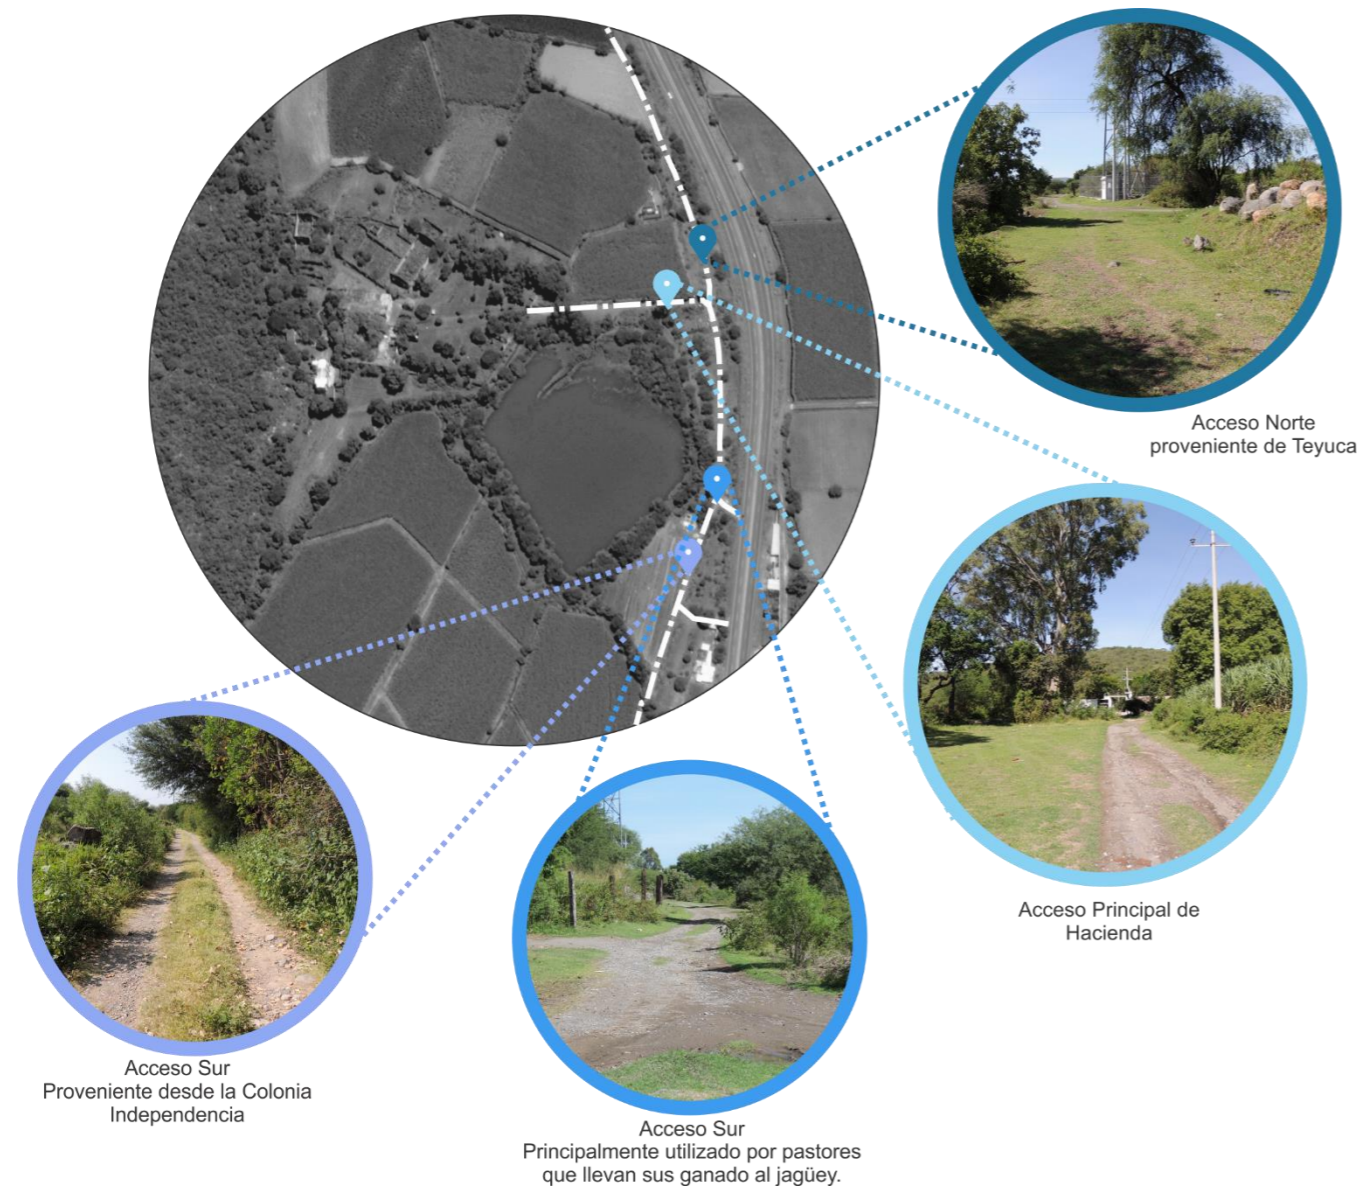 Acceso Norte
proveniente de Teyuca
Acceso Principal de
Hacienda
Acceso Sur
Proveniente desde la Colonia
Independencia
Acceso Sur
Principalmente utilizado por pastores
que llevan sus ganado al jagüey.